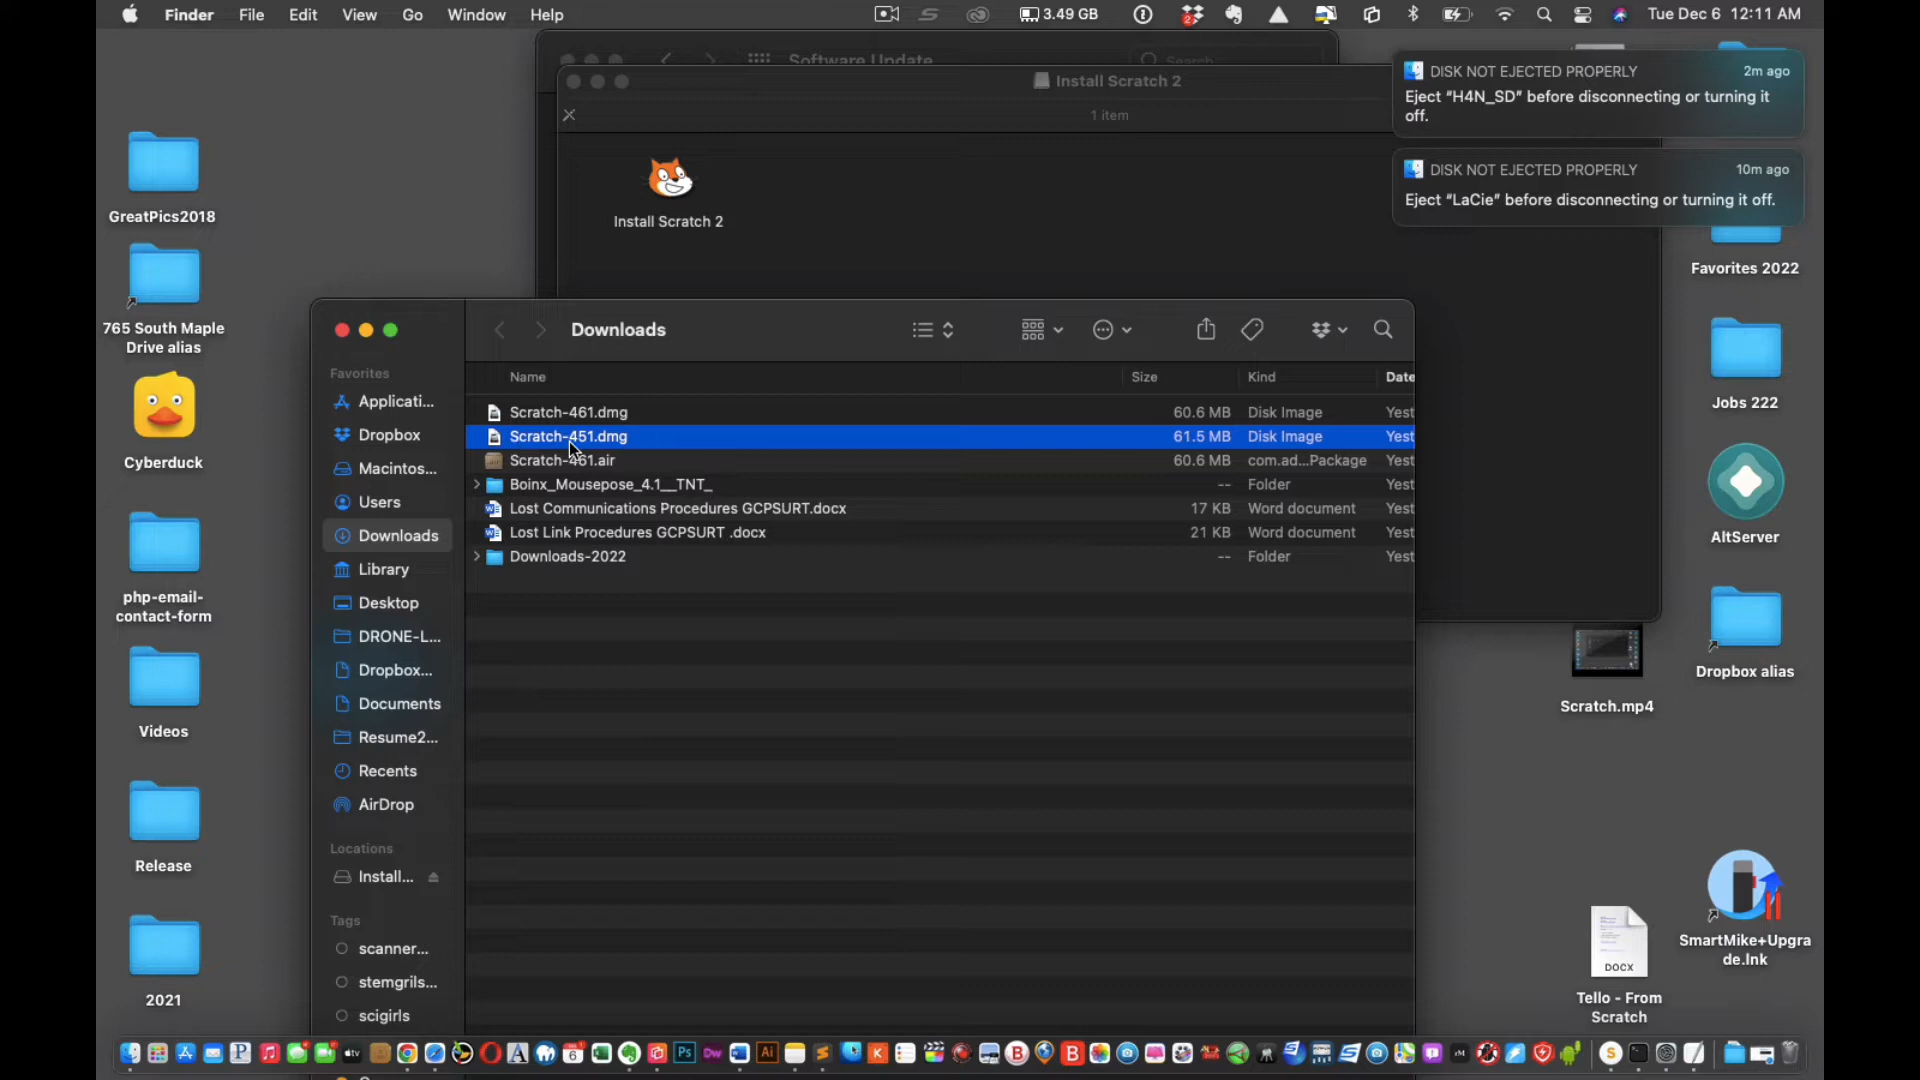 Finder File Edit View Go Window Help
3.49 GB
Tue Dec 6 12:11 AM
Software Update
Search
Install Scratch 2
1 item
Install Scratch 2
DISK NOT EJECTED PROPERLY
2m ago
Eject “H4N_SD” before disconnecting or turning it
off.
DISK NOT EJECTED PROPERLY
10m ago
Eject “LaCie” before disconnecting or turning it off.
GreatPics2018
765 South Maple
Drive alias
Cyberduck
php-email-
contact-form
Videos
Release
2021
Favorites
Applicati...
Dropbox
Macintos...
Users
Downloads
Library
Desktop
DRONE-L...
Dropbox...
Documents
Resume2...
Recents
AirDrop
Locations
Install...
Tags
scanner...
stemgrils...
scigirls
Downloads
Name Size Kind Date
Scratch-461.dmg 60.6 MB Disk Image Yest
Scratch-451.dmg 61.5 MB Disk Image Yest
Scratch-461.air 60.6 MB com.ad...Package Yest
Boinx_Mousepose_4.1__TNT_ -- Folder Yest
Lost Communications Procedures GCPSURT.docx 17 KB Word document Yest
Lost Link Procedures GCPSURT .docx 21 KB Word document Yest
Downloads-2022 -- Folder Yest
Favorites 2022
Jobs 222
AltServer
Dropbox alias
Scratch.mp4
DOCX
Tello - From
Scratch
SmartMike+Upgra
de.lnk